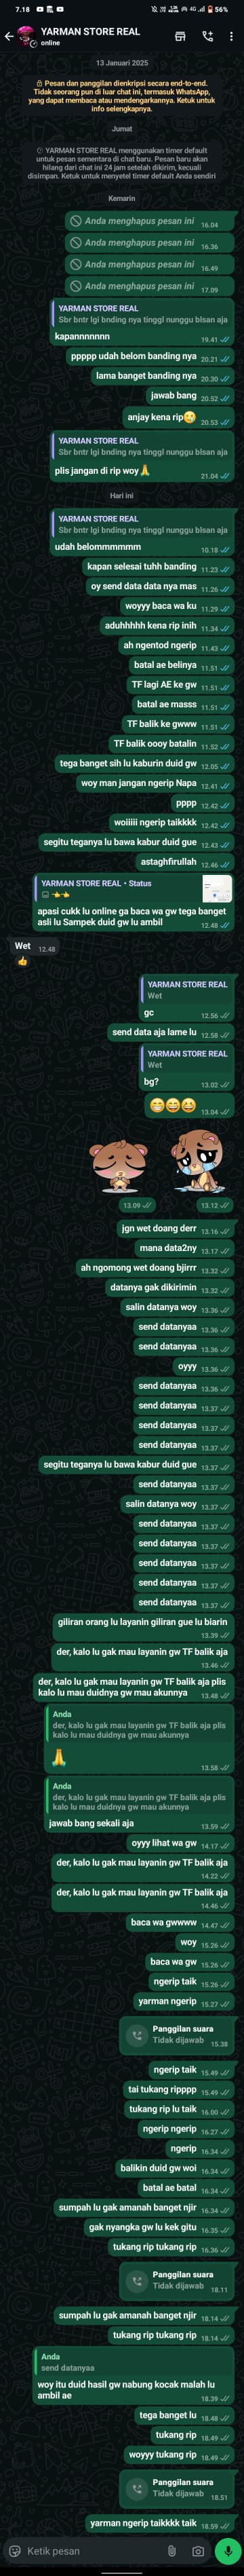 7.18
4G
56%
YARMAN STORE REAL
online
13 Januari 2025
Pesan dan panggilan dienkripsi secara end-to-end.
Tidak seorang pun di luar chat ini, termasuk WhatsApp,
yang dapat membaca atau mendengarkannya. Ketuk untuk
info selengkapnya.
Jumat
YARMAN STORE REAL menggunakan timer default
untuk pesan sementara di chat baru. Pesan baru akan
hilang dari chat ini 24 jam setelah dikirim, kecuali
disimpan. Ketuk untuk menyetel timer default Anda sendiri
Kemarin
Anda menghapus pesan ini 16.04
Anda menghapus pesan ini 16.36
Anda menghapus pesan ini 16.49
Anda menghapus pesan ini 17.09
YARMAN STORE REAL
Sbr bntr lgi bnding nya tinggl nunggu blsan aja
kapannnnnnn 19.41
ppppp udah belom banding nya 20.21
lama banget banding nya 20.30
jawab bang 20.52
anjay kena rip🥲 20.53
YARMAN STORE REAL
Sbr bntr lgi bnding nya tinggl nunggu blsan aja
plis jangan di rip woy🙏 21.04
Hari ini
YARMAN STORE REAL
Sbr bntr lgi bnding nya tinggl nunggu blsan aja
udah belommmmmm 10.18
kapan selesai tuhh banding 11.23
oy send data data nya mas 11.26
woyyy baca wa ku 11.29
aduhhhhh kena rip inih 11.34
ah ngentod ngerip 11.43
batal ae belinya 11.51
TF lagi AE ke gw 11.51
batal ae masss 11.51
TF balik ke gwww 11.51
TF balik oooy batalin 11.52
tega banget sih lu kaburin duid gw 12.05
woy man jangan ngerip Napa 12.41
pppp 12.42
woiiiii ngerip taikkkk 12.42
segitu teganya lu bawa kabur duid gue 12.43
astaghfirullah 12.46
YARMAN STORE REAL • Status
👈👈
apasi cukk lu online ga baca wa gw tega banget
asli lu Sampek duid gw lu ambil 12.48
Wet 12.48
👍
YARMAN STORE REAL
Wet
gc 12.56
send data aja lame lu 12.58
YARMAN STORE REAL
Wet
bg? 13.02
😁😅😆
13.04
13.09 13.12
jgn wet doang derr 13.16
mana data2ny 13.17
ah ngomong wet doang bjirrr 13.32
datanya gak dikirimin 13.32
salin datanya woy 13.36
send datanyaa 13.36
send datanyaa 13.36
oyyy 13.36
send datanyaa 13.36
send datanyaa 13.37
send datanyaa 13.37
send datanyaa 13.37
segitu teganya lu bawa kabur duid gue 13.37
send datanyaa 13.37
salin datanya woy 13.37
send datanyaa 13.37
send datanyaa 13.37
send datanyaa 13.37
send datanyaa 13.37
send datanyaa 13.37
giliran orang lu layanin giliran gue lu biarin
13.39
der, kalo lu gak mau layanin gw TF balik aja
13.46
der, kalo lu gak mau layanin gw TF balik aja plis
kalo lu mau duidnya gw mau akunnya 13.48
Anda
der, kalo lu gak mau layanin gw TF balik aja plis
kalo lu mau duidnya gw mau akunnya
🙏
13.58
Anda
der, kalo lu gak mau layanin gw TF balik aja plis
kalo lu mau duidnya gw mau akunnya
jawab bang sekali aja 13.59
oyyy lihat wa gw 14.17
der, kalo lu gak mau layanin gw TF balik aja
14.22
der, kalo lu gak mau layanin gw TF balik aja
14.46
baca wa gwwww 14.47
woy 15.26
baca wa gw 15.26
ngerip taik 15.26
yarman ngerip 15.27
Panggilan suara
Tidak dijawab 15.38
ngerip taik 15.49
tai tukang ripppp 15.49
tukang rip lu taik 16.00
ngerip ngerip 16.27
ngerip 16.34
balikin duid gw woi 16.34
batal ae batal 16.34
sumpah lu gak amanah banget njir 16.34
gak nyangka gw lu kek gitu 16.35
tukang rip tukang rip 16.36
Panggilan suara
Tidak dijawab 18.11
sumpah lu gak amanah banget njir 18.14
tukang rip tukang rip 18.14
Anda
send datanyaa
woy itu duid hasil gw nabung kocak malah lu
ambil ae 18.39
tega banget lu 18.48
tukang rip 18.49
woyyy tukang rip 18.49
Panggilan suara
Tidak dijawab 18.51
yarman ngerip taikkkk taik 18.59
Ketik pesan